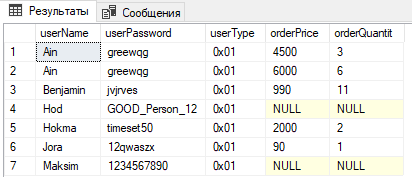 Результаты Сообщения
userName userPassword userType orderPrice orderQuantit
1 Ain greewqg 0x01 4500 3
2 Ain greewqg 0x01 6000 6
3 Benjamin jvjrves 0x01 990 11
4 Hod GOOD_Person_12 0x01 NULL NULL
5 Hokma timeset50 0x01 2000 2
6 Jora 12qwaszx 0x01 90 1
7 Maksim 1234567890 0x01 NULL NULL